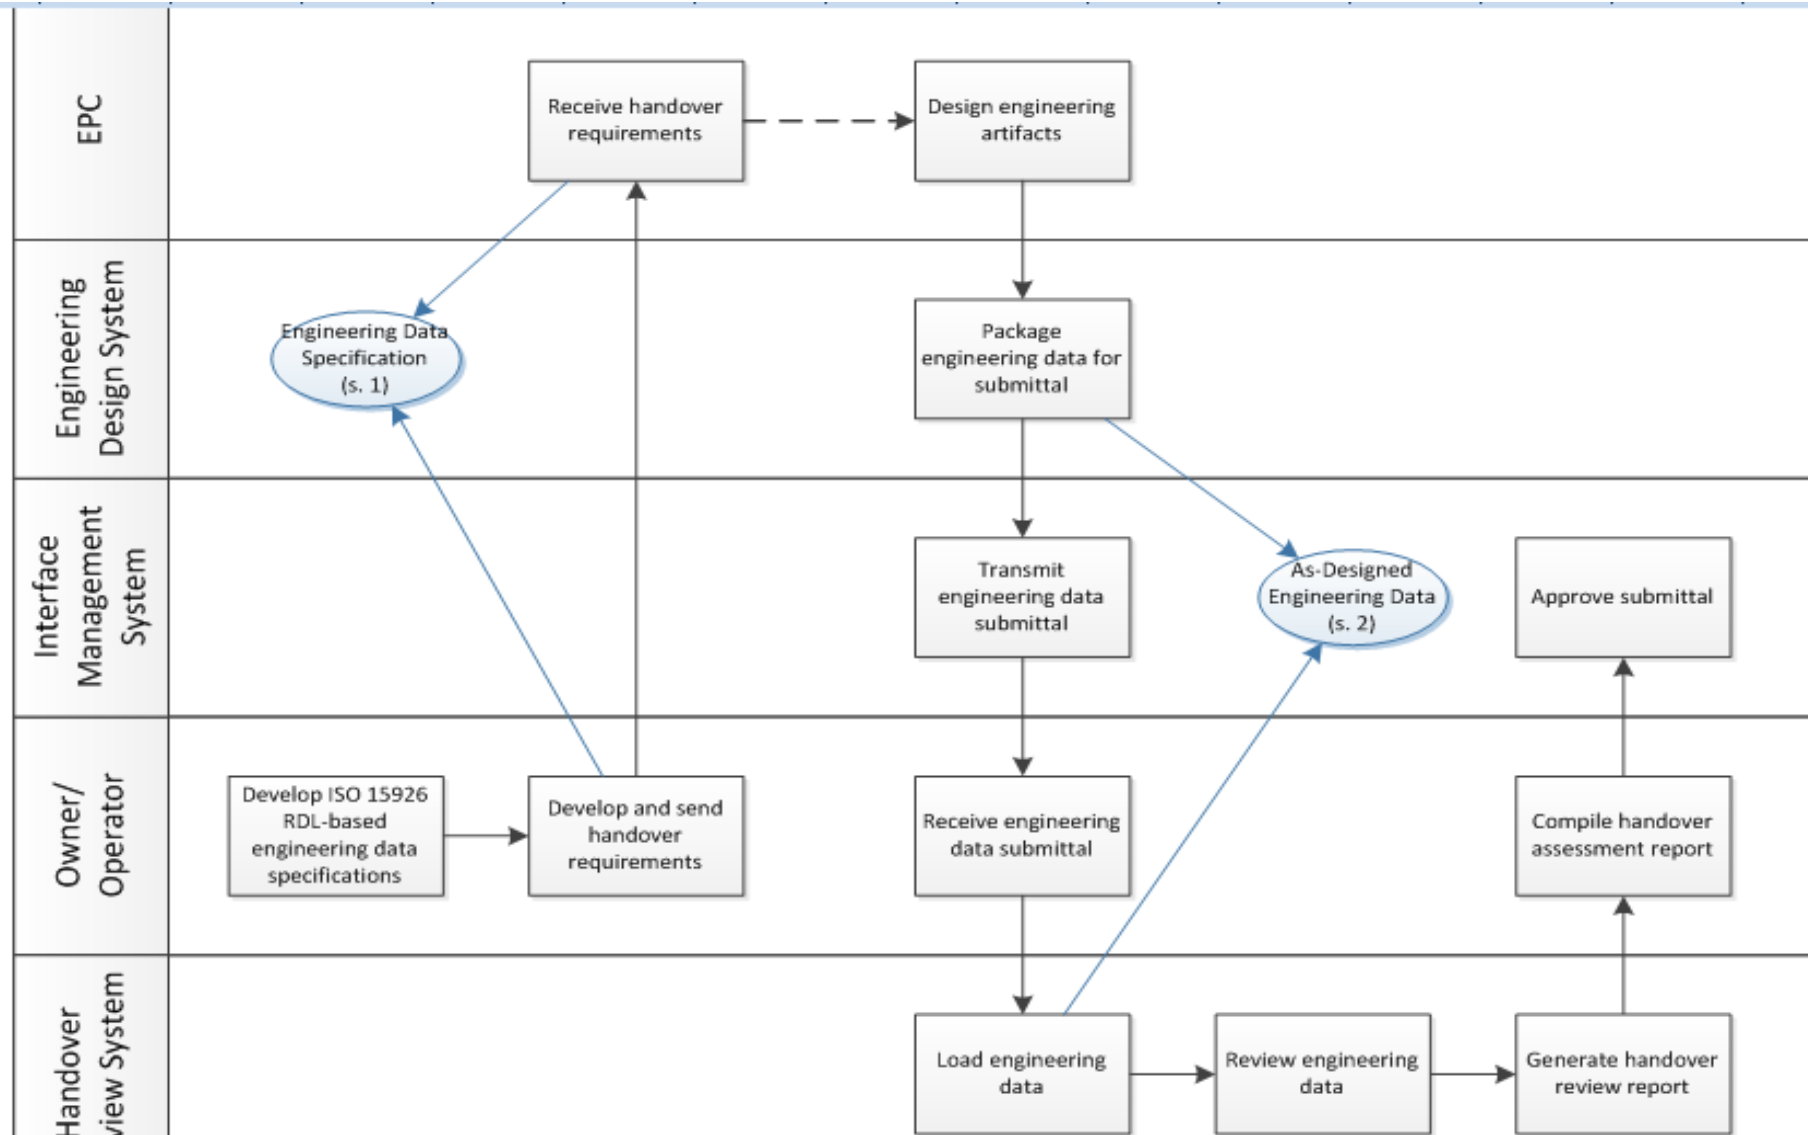 EPC
Receive handover
requirements
Design engineering
artifacts
Engineering
Design System
Engineering Data
Specification
(s. 1)
Package
engineering data for
submittal
Interface
Management
System
Transmit
engineering data
submittal
As-Designed
Engineering Data
(s. 2)
Approve submittal
Owner/
Operator
Develop ISO 15926
RDL-based
engineering data
specifications
Develop and send
handover
requirements
Receive engineering
data submittal
Compile handover
assessment report
Handover
view System
Load engineering
data
Review engineering
data
Generate handover
review report